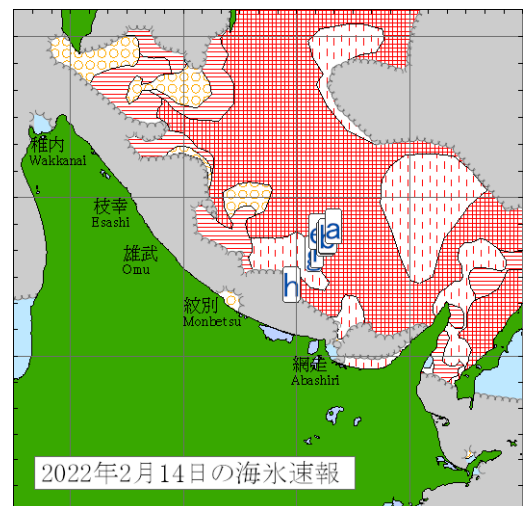 稚内
Wakkanai
枝幸
Esashi
雄武
Omu
a
e
b
h
紋別
Monbetsu
網走
Abashiri
2022年2月14日の海氷速報